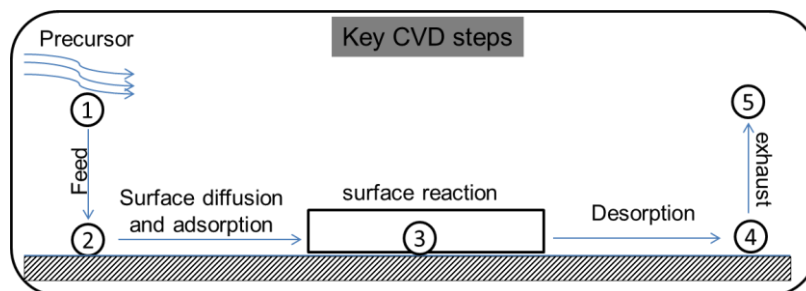 Key CVD steps
Precursor
1
Feed
2
Surface diffusion
and adsorption
surface reaction
3
Desorption
4
exhaust
5